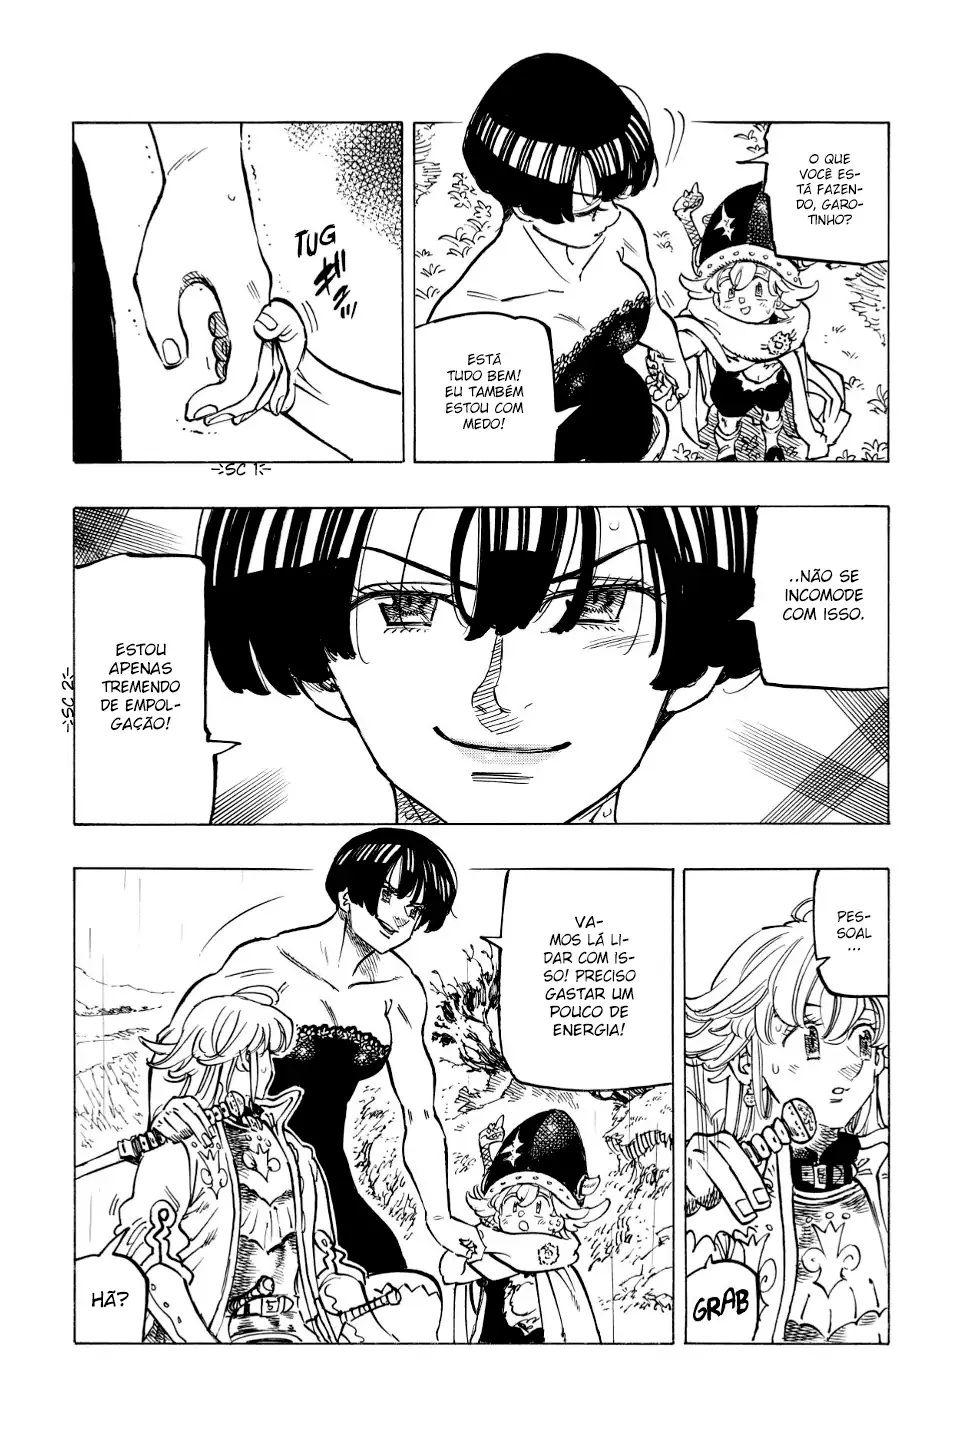 TUG
SC 1
O QUE
VOCÊ ES-
TÁ FAZEN-
DO, GARO-
TINHO?
ESTÁ
TUDO BEM!
EU TAMBÉM
ESTOU COM
MEDO!
..NÃO SE
INCOMODE
COM ISSO.
ESTOU
APENAS
TREMENDO
DE EMPOL-
GAÇÃO!
SC 2
VA-
MOS LÁ LI-
DAR COM IS-
SO! PRECISO
GASTAR UM
POUCO DE
ENERGIA!
HÃ?
PES-
SOAL
...
GRAB